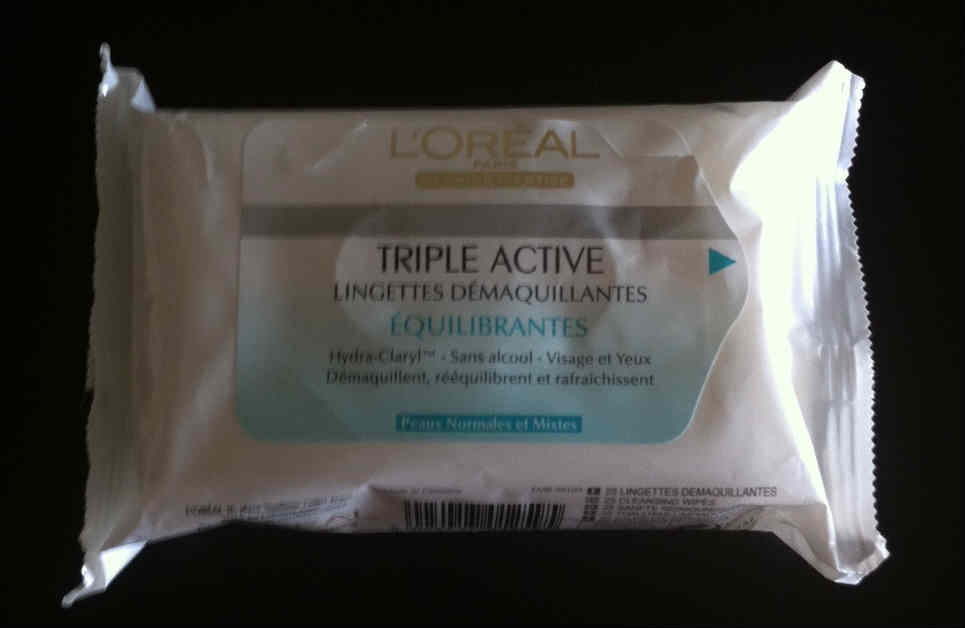 L'ORÉAL
PARIS
TRIPLE ACTIVE
LINGETTES DÉMAQUILLANTES
ÉQUILIBRANTES
Hydra-Claryl™ - Sans alcool - Visage et Yeux
Démaquillent, rééquilibrent et rafraîchissent
Peaux Normales et Mixtes
25 LINGETTES DEMAQUILLANTES
25 CLEANSING WIPES